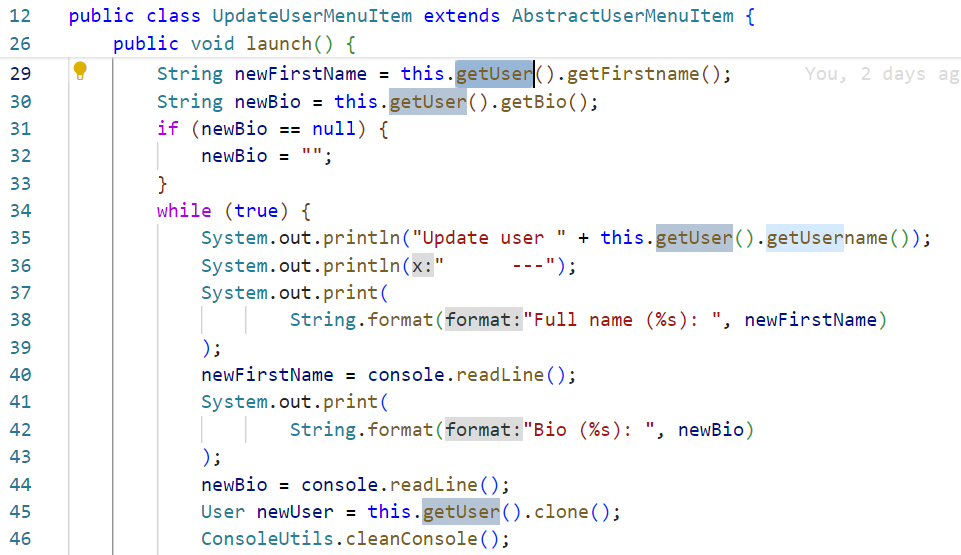 12 public class UpdateUserMenuItem extends AbstractUserMenuItem {
26 public void launch() {
29 String newFirstName = this.getUser().getFirstname(); You, 2 days ag
30 String newBio = this.getUser().getBio();
31 if (newBio == null) {
32 newBio = "";
33 }
34 while (true) {
35 System.out.println("Update user " + this.getUser().getUsername());
36 System.out.println(x:"      ---");
37 System.out.print(
38 String.format(format:"Full name (%s): ", newFirstName)
39 );
40 newFirstName = console.readLine();
41 System.out.print(
42 String.format(format:"Bio (%s): ", newBio)
43 );
44 newBio = console.readLine();
45 User newUser = this.getUser().clone();
46 ConsoleUtils.cleanConsole();